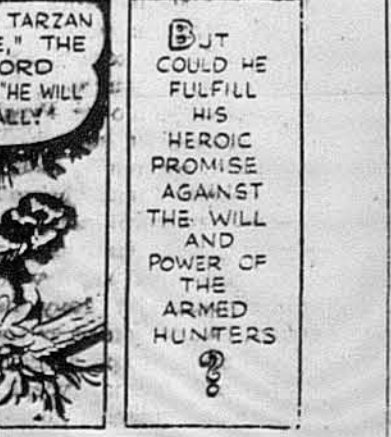 TARZAN
E," THE
ORD
"HE WILL
ALLY"
BUT
COULD HE
FULFILL
HIS
HEROIC
PROMISE
AGAINST
THE WILL
AND
POWER OF
THE
ARMED
HUNTERS
?